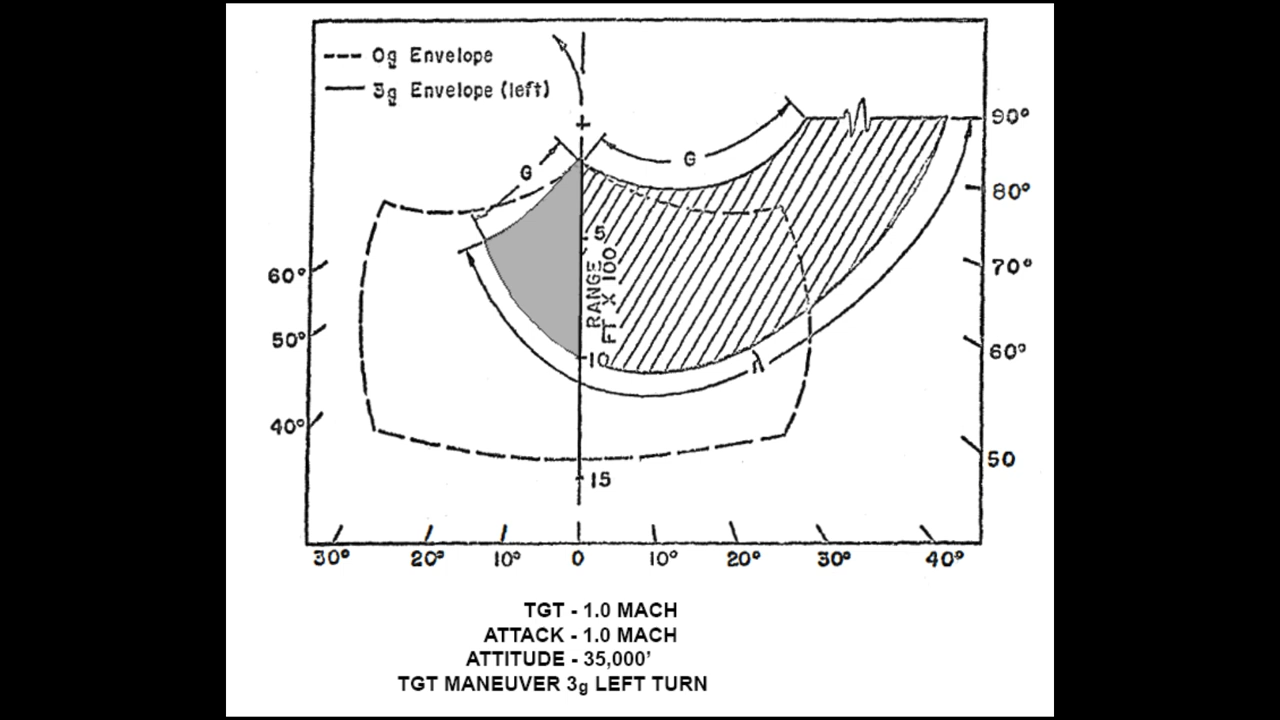 0g Envelope
3g Envelope (left)
G
G
90°
80°
5
RANGE
FT X 100
60°
70°
50°
10
60°
λ
40°
50
15
30° 20° 10° 0 10° 20° 30° 40°
TGT - 1.0 MACH
ATTACK - 1.0 MACH
ATTITUDE - 35,000'
TGT MANEUVER 3g LEFT TURN